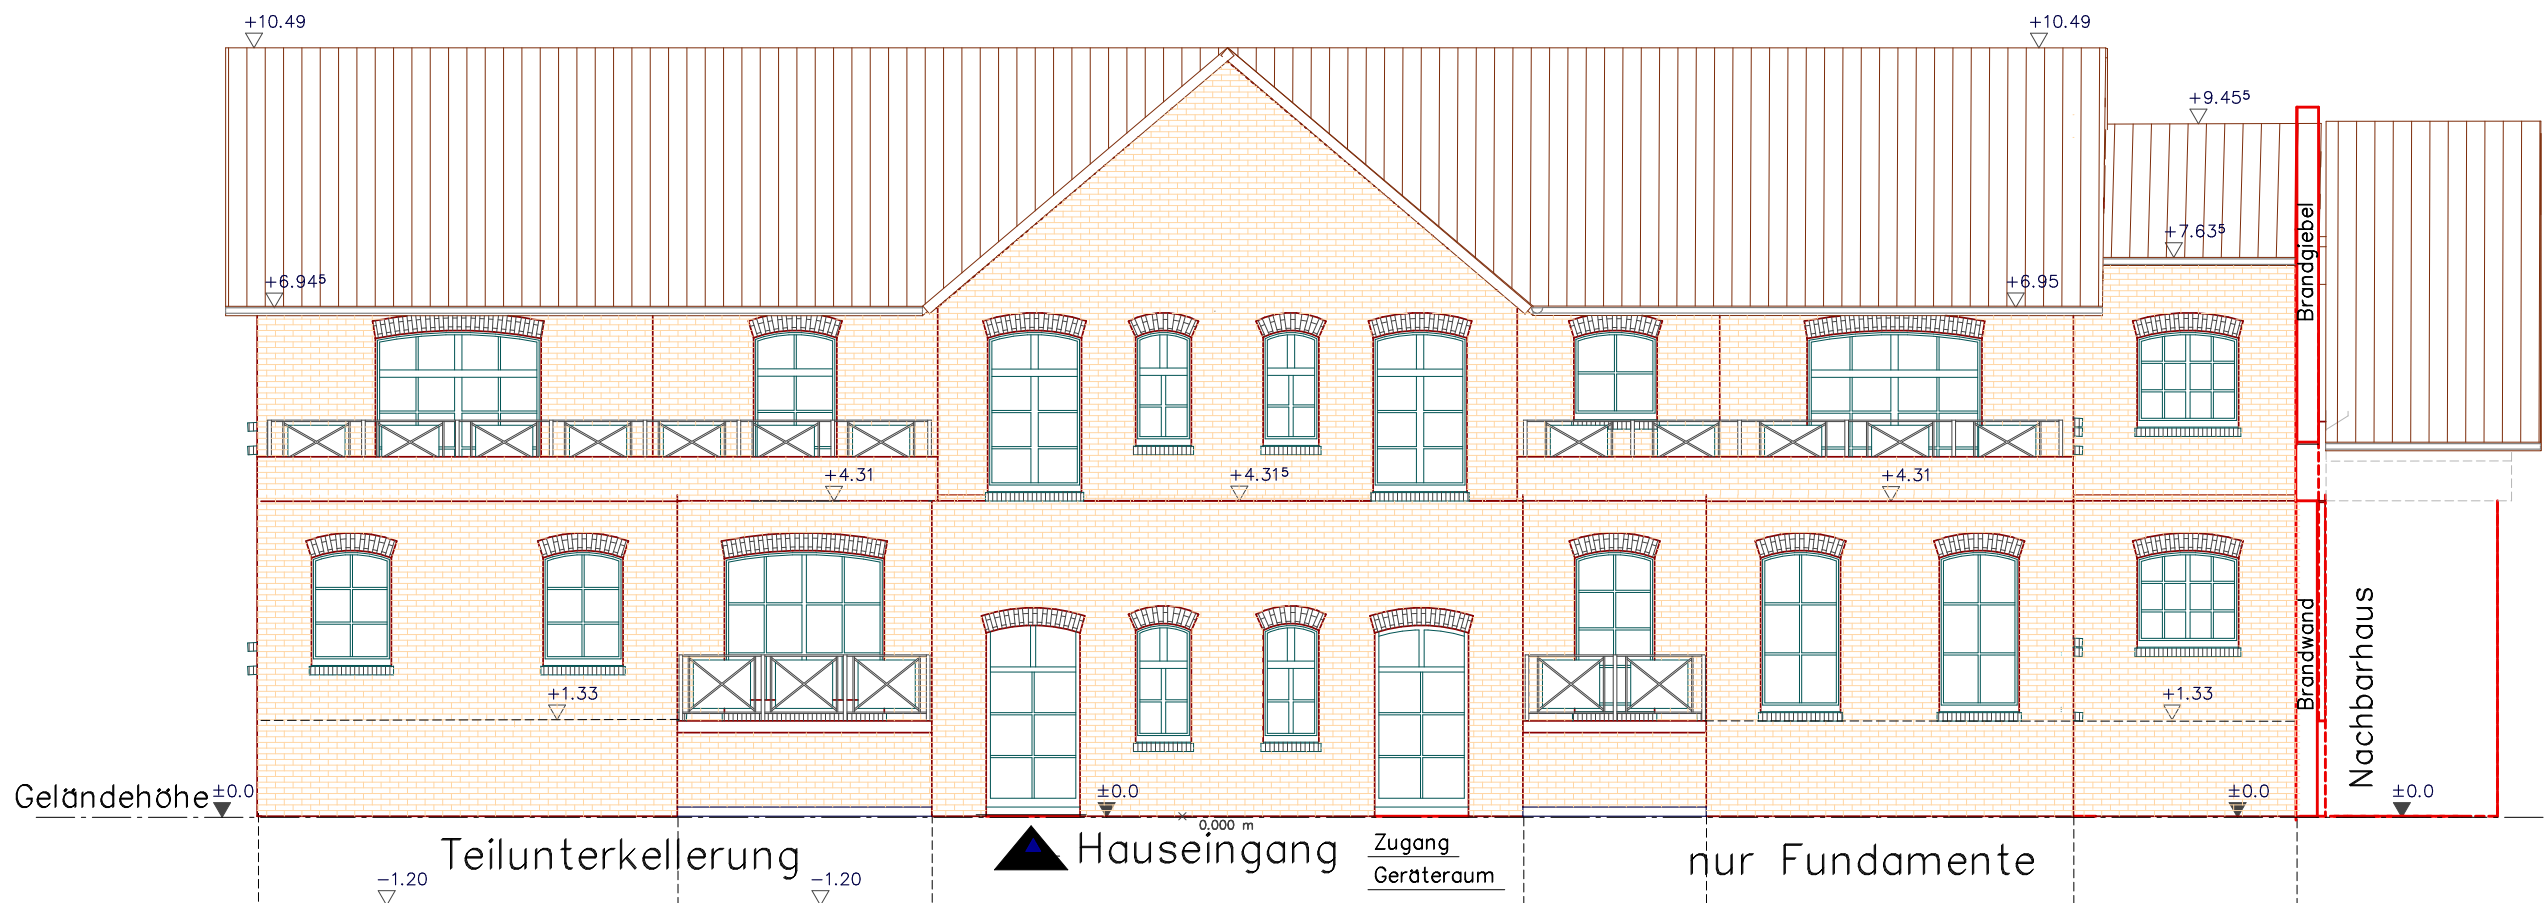 +10.49
+10.49
+9.45⁵
+7.63⁵
+6.94⁵
+6.95
Brandgiebel
+4.31
+4.31⁵
+4.31
+1.33
+1.33
Brandwand
Nachbarhaus
Geländehöhe
±0.0
±0.0
±0.0
±0.0
0.000 m
Teilunterkellerung
Hauseingang
Zugang
Geräteraum
nur Fundamente
-1.20
-1.20